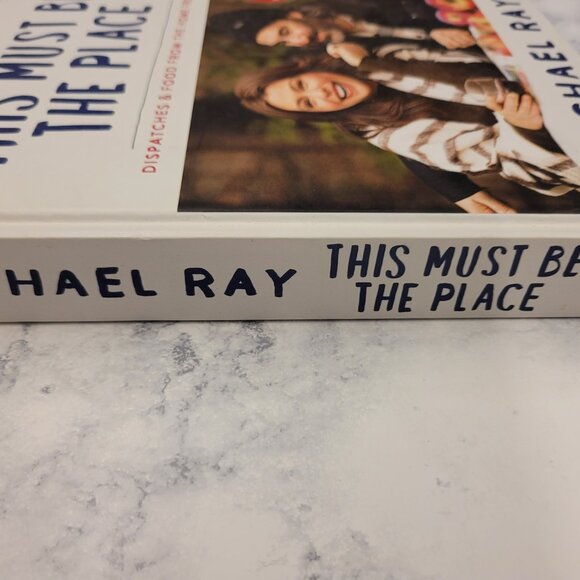 THIS MUST BE
THE PLACE
DISPATCHES & FOOD FROM THE HOME
HAEL RAY
HAEL RAY
THIS MUST BE
THE PLACE